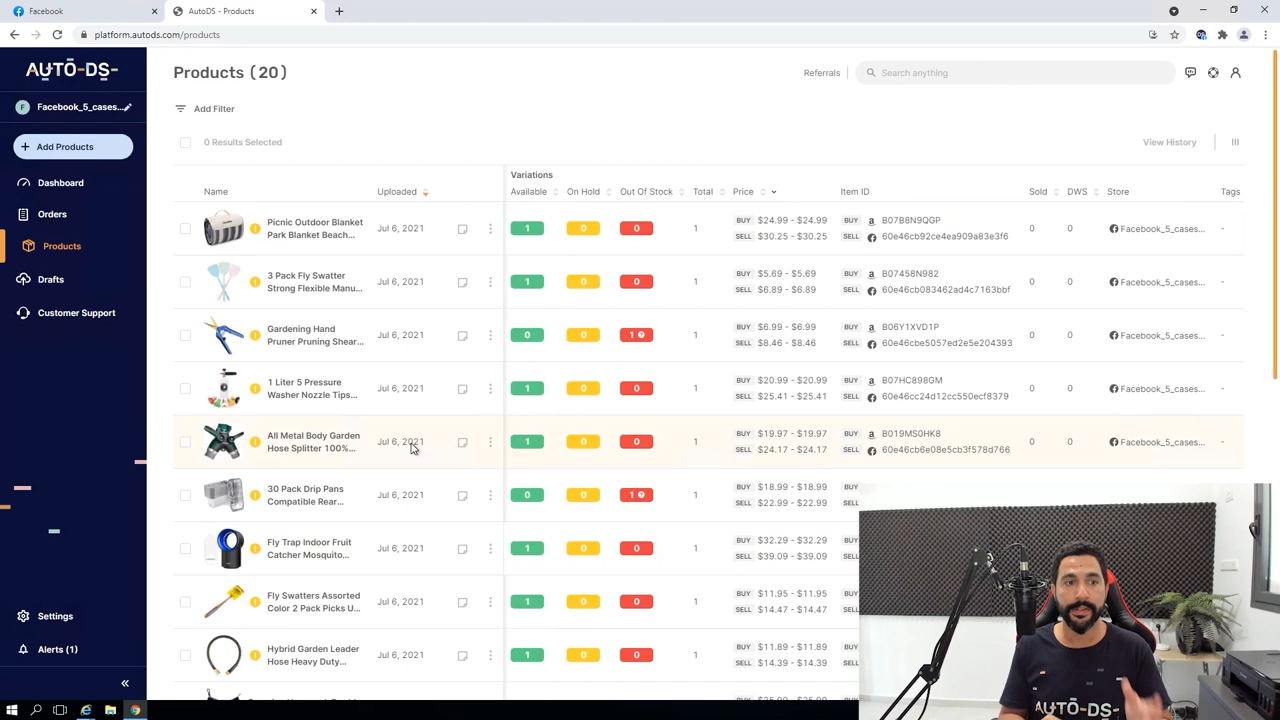 Facebook
AutoDS - Products
platform.autods.com/products
AUTO-DS-
F Facebook_5_cases...
Add Products
Dashboard
Orders
Products
Drafts
Customer Support
Settings
Alerts (1)
Products (20)
Referrals
Search anything
Add Filter
0 Results Selected
View History
Variations
Name Uploaded Available On Hold Out Of Stock Total Price Item ID Sold DWS Store Tags
Picnic Outdoor Blanket
Park Blanket Beach...
Jul 6, 2021 1 0 0 1
BUY $24.99 - $24.99 BUY B07B8N9QGP
SELL $30.25 - $30.25 SELL 60e46cb92ce4ea909a83e3f6
0 0 Facebook_5_cases... -
3 Pack Fly Swatter
Strong Flexible Manu...
Jul 6, 2021 1 0 0 1
BUY $5.69 - $5.69 BUY B07458N982
SELL $6.89 - $6.89 SELL 60e46cb083462ad4c7163bbf
0 0 Facebook_5_cases... -
Gardening Hand
Pruner Pruning Shear...
Jul 6, 2021 0 0 1 1
BUY $6.99 - $6.99 BUY B06Y1XVD1P
SELL $8.46 - $8.46 SELL 60e46cbe5057ed2e5e204393
0 0 Facebook_5_cases... -
1 Liter 5 Pressure
Washer Nozzle Tips...
Jul 6, 2021 1 0 0 1
BUY $20.99 - $20.99 BUY B07HC898GM
SELL $25.41 - $25.41 SELL 60e46cc24d12cc550ecf8379
0 0 Facebook_5_cases... -
All Metal Body Garden
Hose Splitter 100%...
Jul 6, 2021 1 0 0 1
BUY $19.97 - $19.97 BUY B019MS0HK8
SELL $24.17 - $24.17 SELL 60e46cb6e08e5cb3f578d766
0 0 Facebook_5_cases... -
30 Pack Drip Pans
Compatible Rear...
Jul 6, 2021 0 0 1 1
BUY $18.99 - $18.99 BUY
SELL $22.99 - $22.99 SELL
Fly Trap Indoor Fruit
Catcher Mosquito...
Jul 6, 2021 1 0 0 1
BUY $32.29 - $32.29 BUY
SELL $39.09 - $39.09 SELL
Fly Swatters Assorted
Color 2 Pack Picks U...
Jul 6, 2021 1 0 0 1
BUY $11.95 - $11.95 BUY
SELL $14.47 - $14.47 SELL
Hybrid Garden Leader
Hose Heavy Duty...
Jul 6, 2021 1 0 0 1
BUY $11.89 - $11.89 BUY
SELL $14.39 - $14.39 SELL
AUTO-DS-